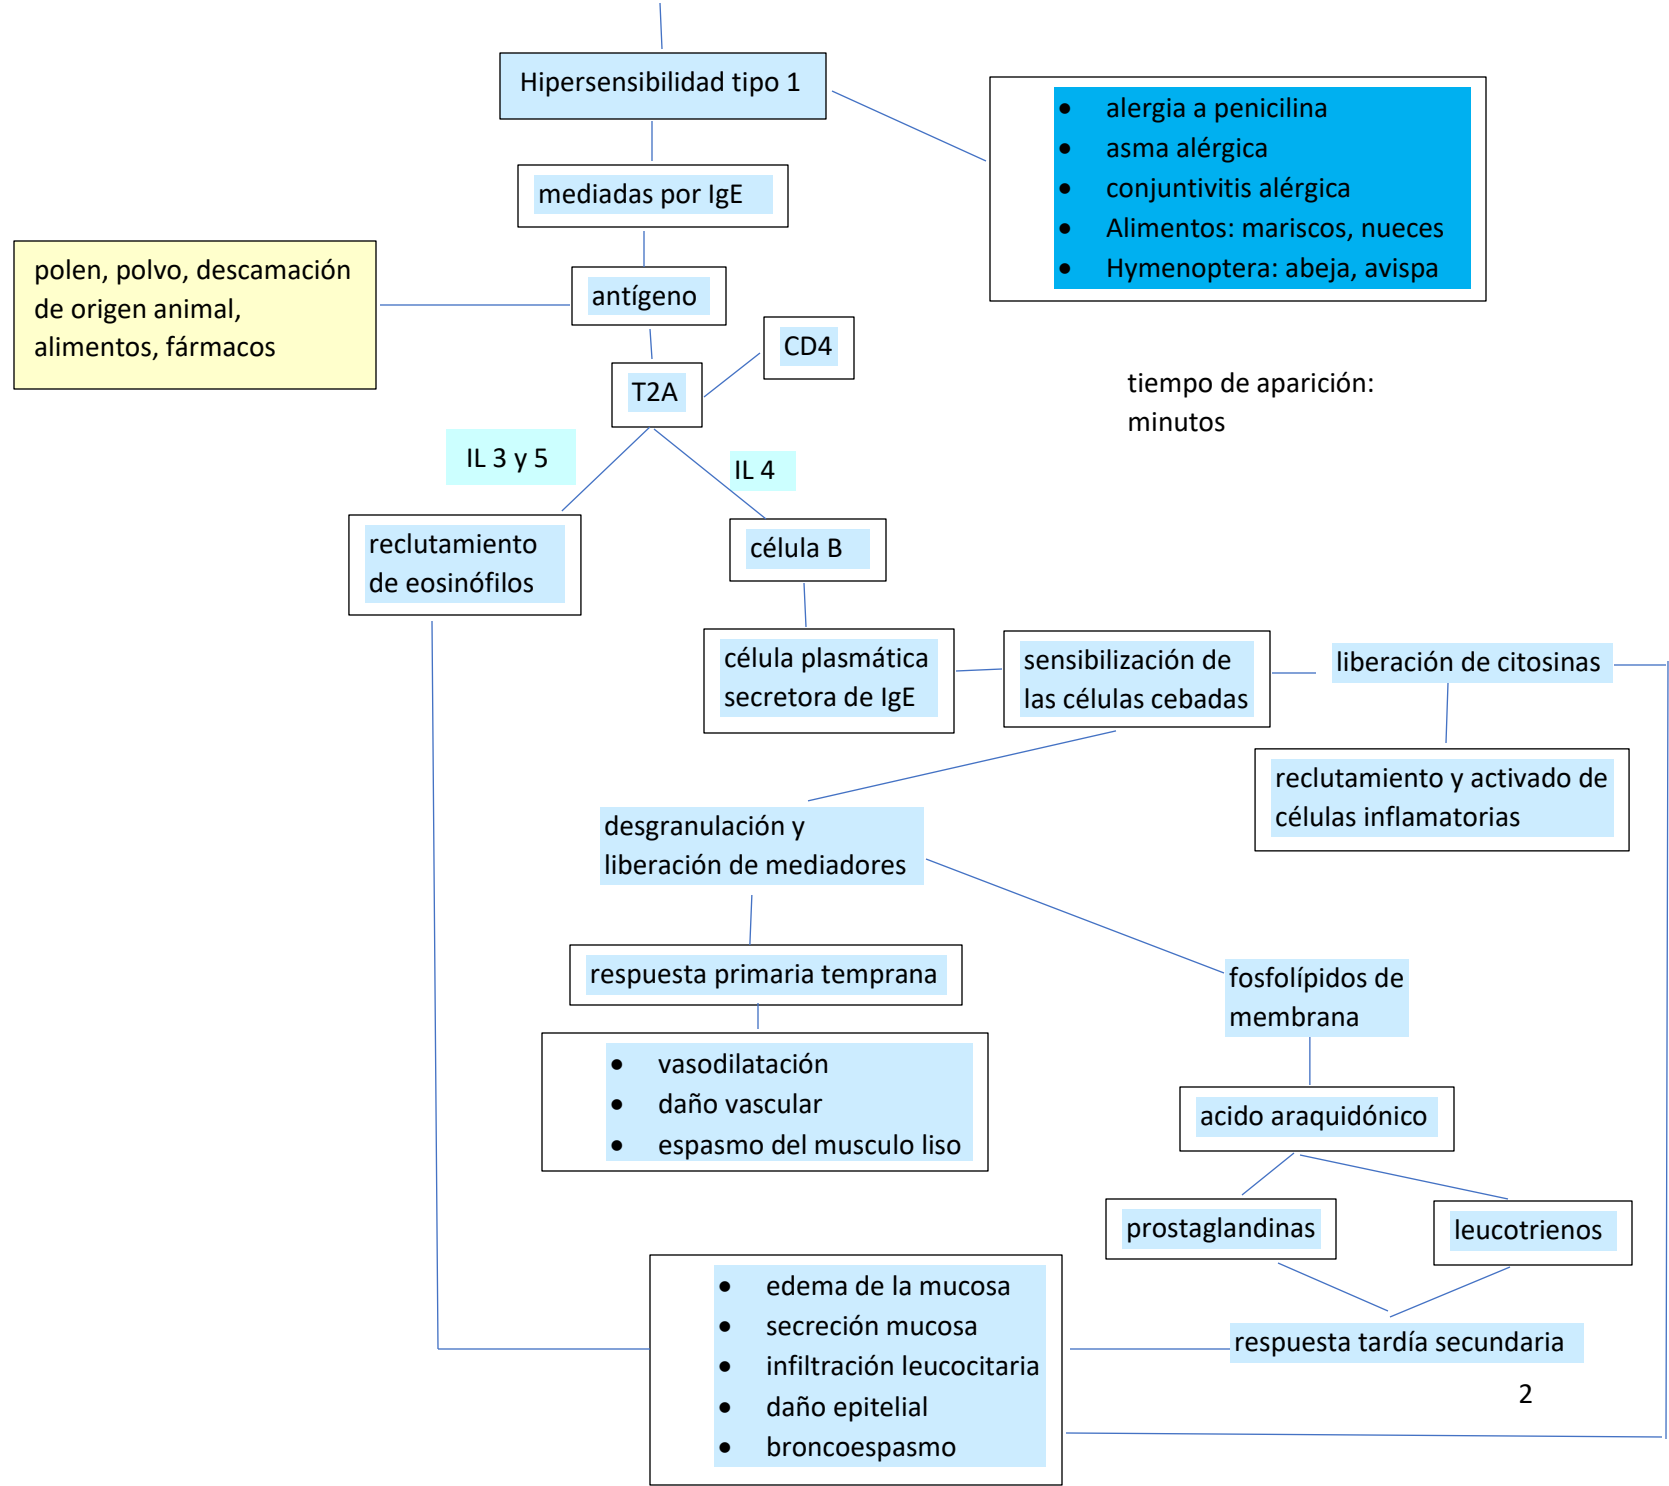 Hipersensibilidad tipo 1
• alergia a penicilina
• asma alérgica
• conjuntivitis alérgica
• Alimentos: mariscos, nueces
• Hymenoptera: abeja, avispa
mediadas por IgE
polen, polvo, descamación
de origen animal,
alimentos, fármacos
antígeno
CD4
T2A
tiempo de aparición:
minutos
IL 3 y 5
IL 4
reclutamiento
de eosinófilos
célula B
célula plasmática
secretora de IgE
sensibilización de
las células cebadas
liberación de citosinas
reclutamiento y activado de
células inflamatorias
desgranulación y
liberación de mediadores
respuesta primaria temprana
fosfolípidos de
membrana
• vasodilatación
• daño vascular
• espasmo del musculo liso
acido araquidónico
prostaglandinas
leucotrienos
• edema de la mucosa
• secreción mucosa
• infiltración leucocitaria
• daño epitelial
• broncoespasmo
respuesta tardía secundaria
2